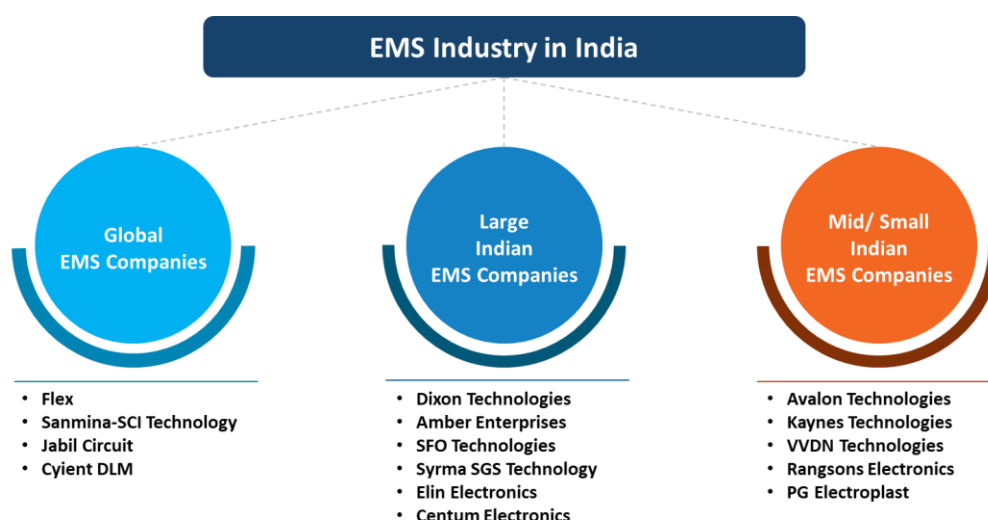 EMS Industry in India
Global
EMS Companies
Large
Indian
EMS Companies
Mid/ Small
Indian
EMS Companies
• Flex
• Sanmina-SCI Technology
• Jabil Circuit
• Cyient DLM
• Dixon Technologies
• Amber Enterprises
• SFO Technologies
• Syrma SGS Technology
• Elin Electronics
• Centum Electronics
• Avalon Technologies
• Kaynes Technologies
• VVDN Technologies
• Rangsons Electronics
• PG Electroplast